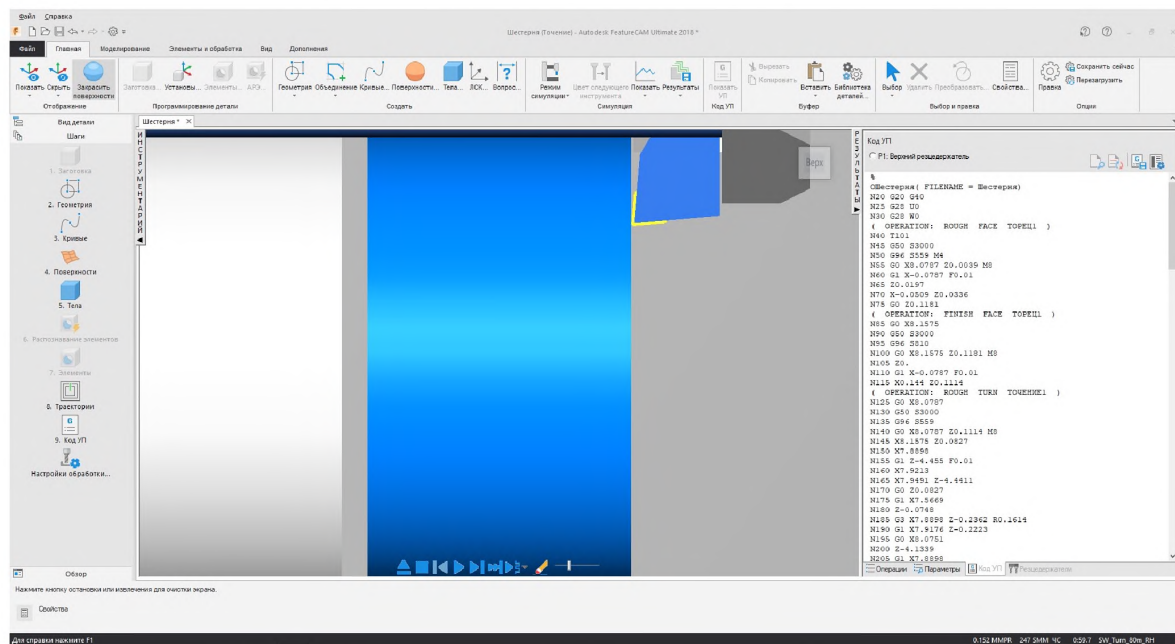 Файл Справка
Шестерня (Точение) - Autodesk FeatureCAM Ultimate 2018 *
Файл Главная Моделирование Элементы и обработка Вид Дополнения
Показать Скрыть Закрасить поверхности
Отображение
Заготовка... Установы... Элементы... АРЭ...
Программирование детали
Геометрия Объединение Кривые... Поверхности... Тела... ЛСК... Вопрос...
Создать
Режим симуляции Цвет следующего инструмента Показать Результаты
Симуляция
Показать УП
Код УП
Вырезать
Копировать
Вставить Библиотека деталей...
Буфер
Выбор Удалить Преобразовать... Свойства...
Выбор и правка
Правка
Сохранить сейчас
Перезагрузить
Опции
Вид детали
Шаги
1. Заготовка
2. Геометрия
3. Кривые
4. Поверхности
5. Тела
6. Распознавание элементов
7. Элементы
8. Траектории
9. Код УП
Настройки обработки...
Обзор
Шестерня *
ИНСТРУМЕНТАРИЙ
Верх
РЕЗУЛЬТАТЫ
Код УП
P1: Верхний резцедержатель
%
OШестерня( FILENAME = Шестерня)
N20 G20 G40
N25 G28 U0
N30 G28 W0
( OPERATION: ROUGH FACE ТОРЕЦ1 )
N40 T101
N45 G50 S3000
N50 G96 S559 M4
N55 G0 X8.0787 Z0.0039 M8
N60 G1 X-0.0787 F0.01
N65 Z0.0197
N70 X-0.0509 Z0.0336
N75 G0 Z0.1181
( OPERATION: FINISH FACE ТОРЕЦ1 )
N85 G0 X8.1575
N90 G50 S3000
N95 G96 S810
N100 G0 X8.1575 Z0.1181 M8
N105 Z0.
N110 G1 X-0.0787 F0.01
N115 X0.144 Z0.1114
( OPERATION: ROUGH TURN ТОЧЕНИЕ1 )
N125 G0 X8.0787
N130 G50 S3000
N135 G96 S559
N140 G0 X8.0787 Z0.1114 M8
N145 X8.1575 Z0.0827
N150 X7.8898
N155 G1 Z-4.455 F0.01
N160 X7.9213
N165 X7.9491 Z-4.4411
N170 G0 Z0.0827
N175 G1 X7.5669
N180 Z-0.0748
N185 G3 X7.8898 Z-0.2362 R0.1614
N190 G1 X7.9176 Z-0.2223
N195 G0 X8.0751
N200 Z-4.1339
N205 G1 X7.8898
Операции Параметры Код УП Резцедержатели
Нажмите кнопку остановки или извлечения для очистки экрана.
Свойства
Для справки нажмите F1
0.152 MMPR 247 SMM ЧС 0:59.7 SW_Turn_80m_RH